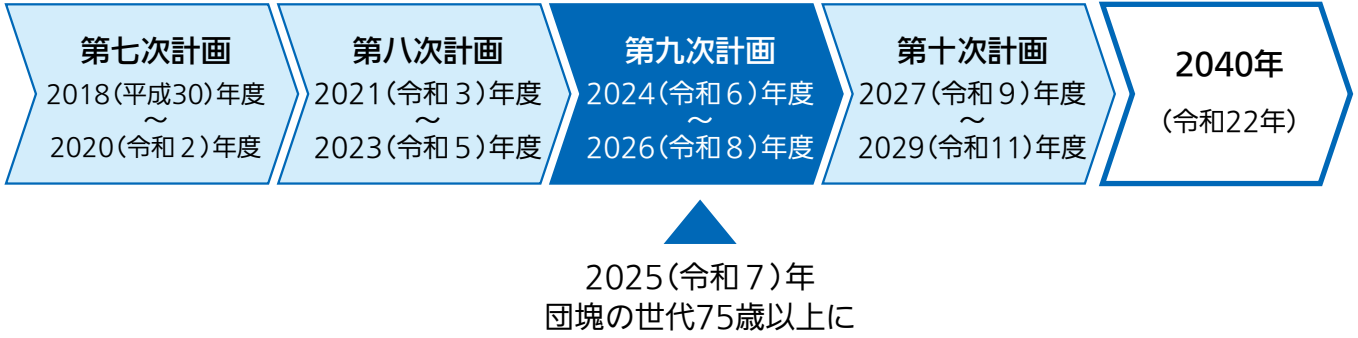 第七次計画
2018(平成30)年度
～
2020(令和2)年度
第八次計画
2021(令和3)年度
～
2023(令和5)年度
第九次計画
2024(令和6)年度
～
2026(令和8)年度
第十次計画
2027(令和9)年度
～
2029(令和11)年度
2040年
(令和22年)
2025(令和7)年
団塊の世代75歳以上に